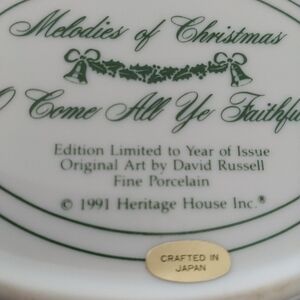 Melodies of Christmas
O Come All Ye Faithful
Edition Limited to Year of Issue
Original Art by David Russell
Fine Porcelain
© 1991 Heritage House Inc.®
CRAFTED IN
JAPAN